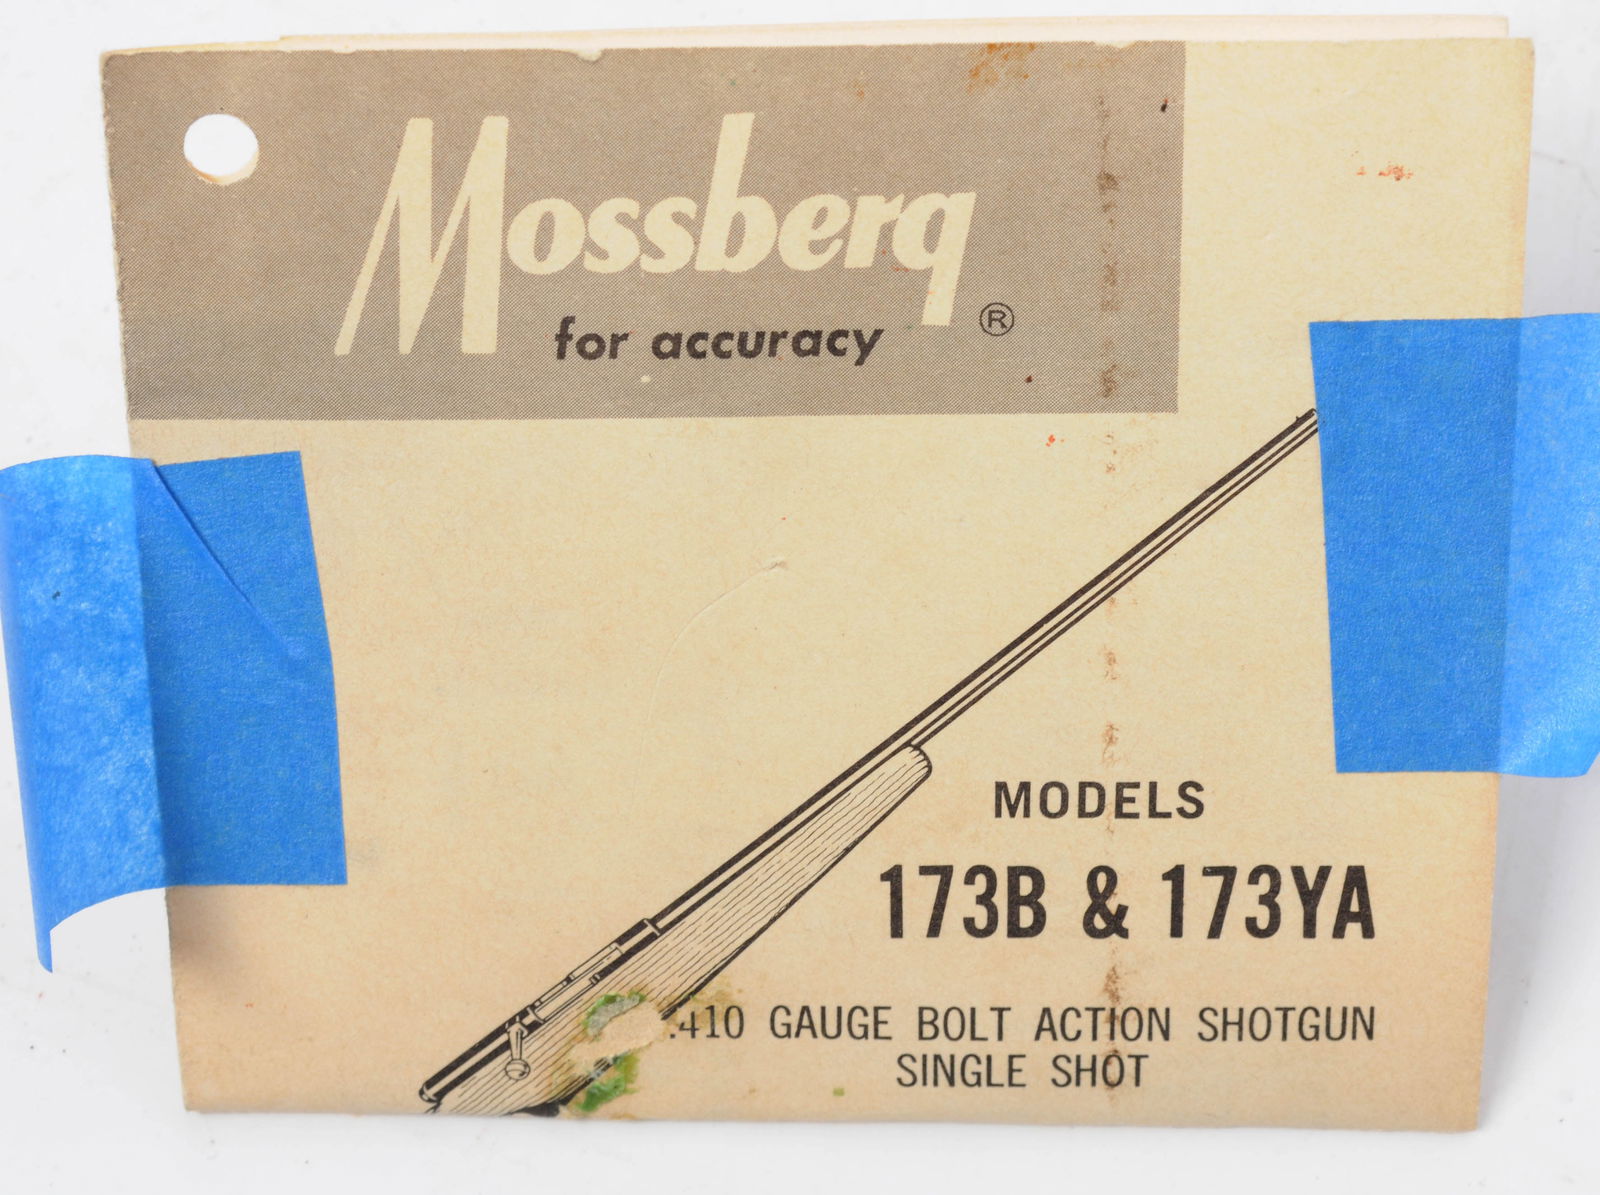 Mossberg
for accuracy ®
MODELS
173B & 173YA
.410 GAUGE BOLT ACTION SHOTGUN
SINGLE SHOT